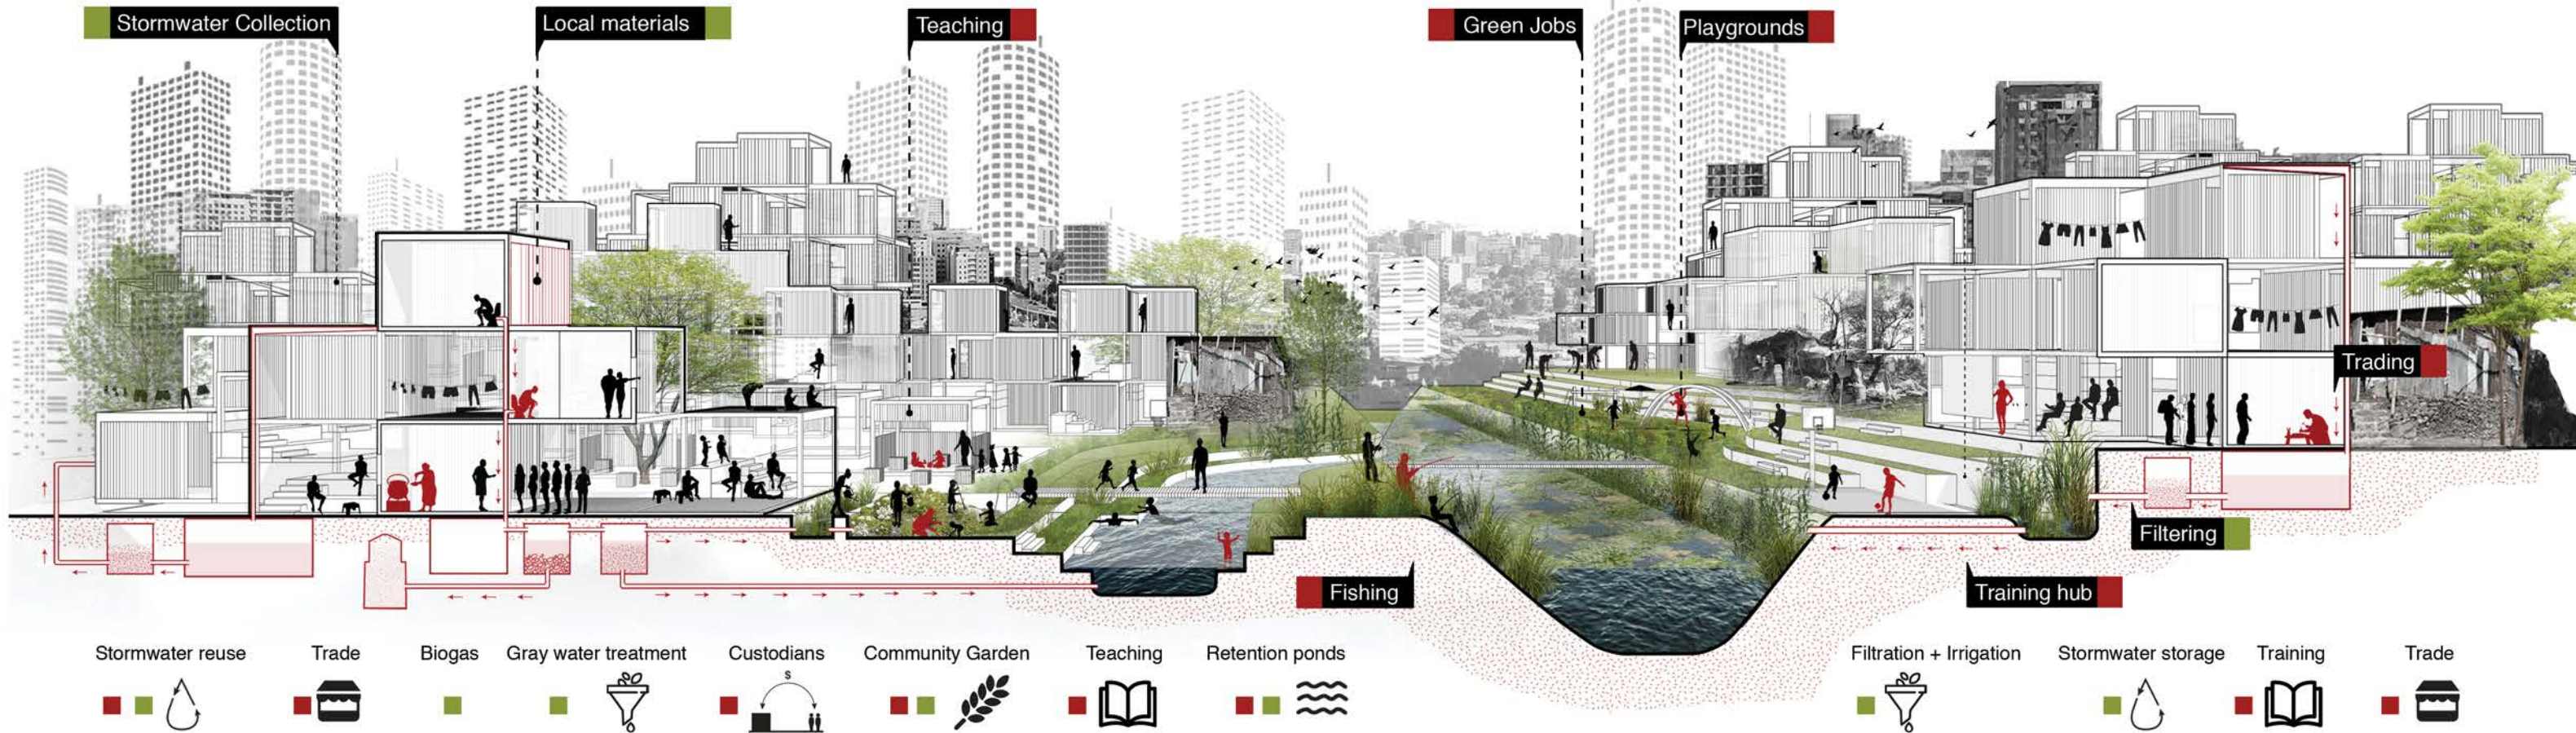 Stormwater Collection
Local materials
Teaching
Green Jobs
Playgrounds
Trading
Filtering
Fishing
Training hub
Stormwater reuse
Trade
Biogas
Gray water treatment
Custodians
Community Garden
Teaching
Retention ponds
Filtration + Irrigation
Stormwater storage
Training
Trade
$